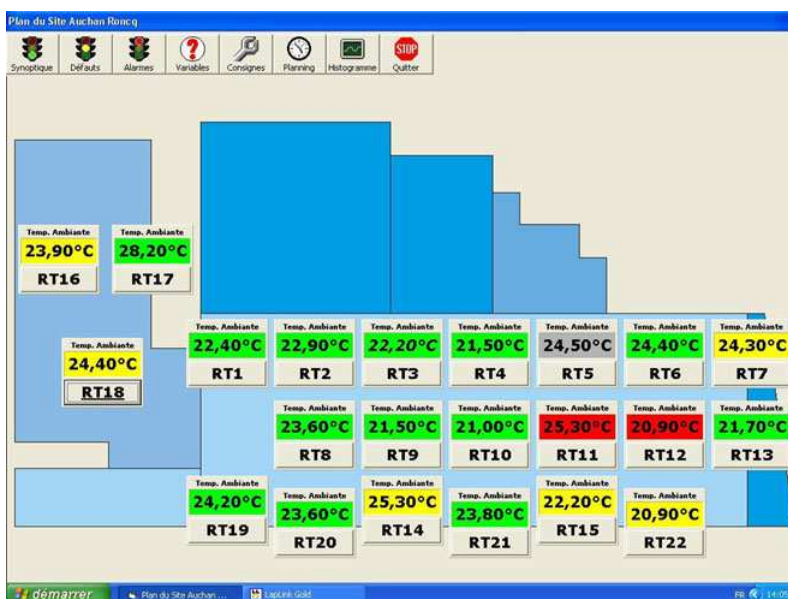 Plan du Site Auchan Roncq
Synoptique Défauts Alarmes Variables Consignes Planning Histogramme STOP Quitter
Temp. Ambiante Temp. Ambiante
23,90°C 28,20°C
RT16 RT17
Temp. Ambiante Temp. Ambiante Temp. Ambiante Temp. Ambiante Temp. Ambiante Temp. Ambiante Temp. Ambiante
22,40°C 22,90°C 22,20°C 21,50°C 24,50°C 24,40°C 24,30°C
RT1 RT2 RT3 RT4 RT5 RT6 RT7
Temp. Ambiante
24,40°C
RT18
Temp. Ambiante Temp. Ambiante Temp. Ambiante Temp. Ambiante Temp. Ambiante Temp. Ambiante
23,60°C 21,50°C 21,00°C 25,30°C 20,90°C 21,70°C
RT8 RT9 RT10 RT11 RT12 RT13
Temp. Ambiante Temp. Ambiante Temp. Ambiante Temp. Ambiante Temp. Ambiante Temp. Ambiante
24,20°C 23,60°C 25,30°C 23,80°C 22,20°C 20,90°C
RT19 RT20 RT14 RT21 RT15 RT22
démarrer Plan du Site Auchan ... LapLink Gold FR 14:05